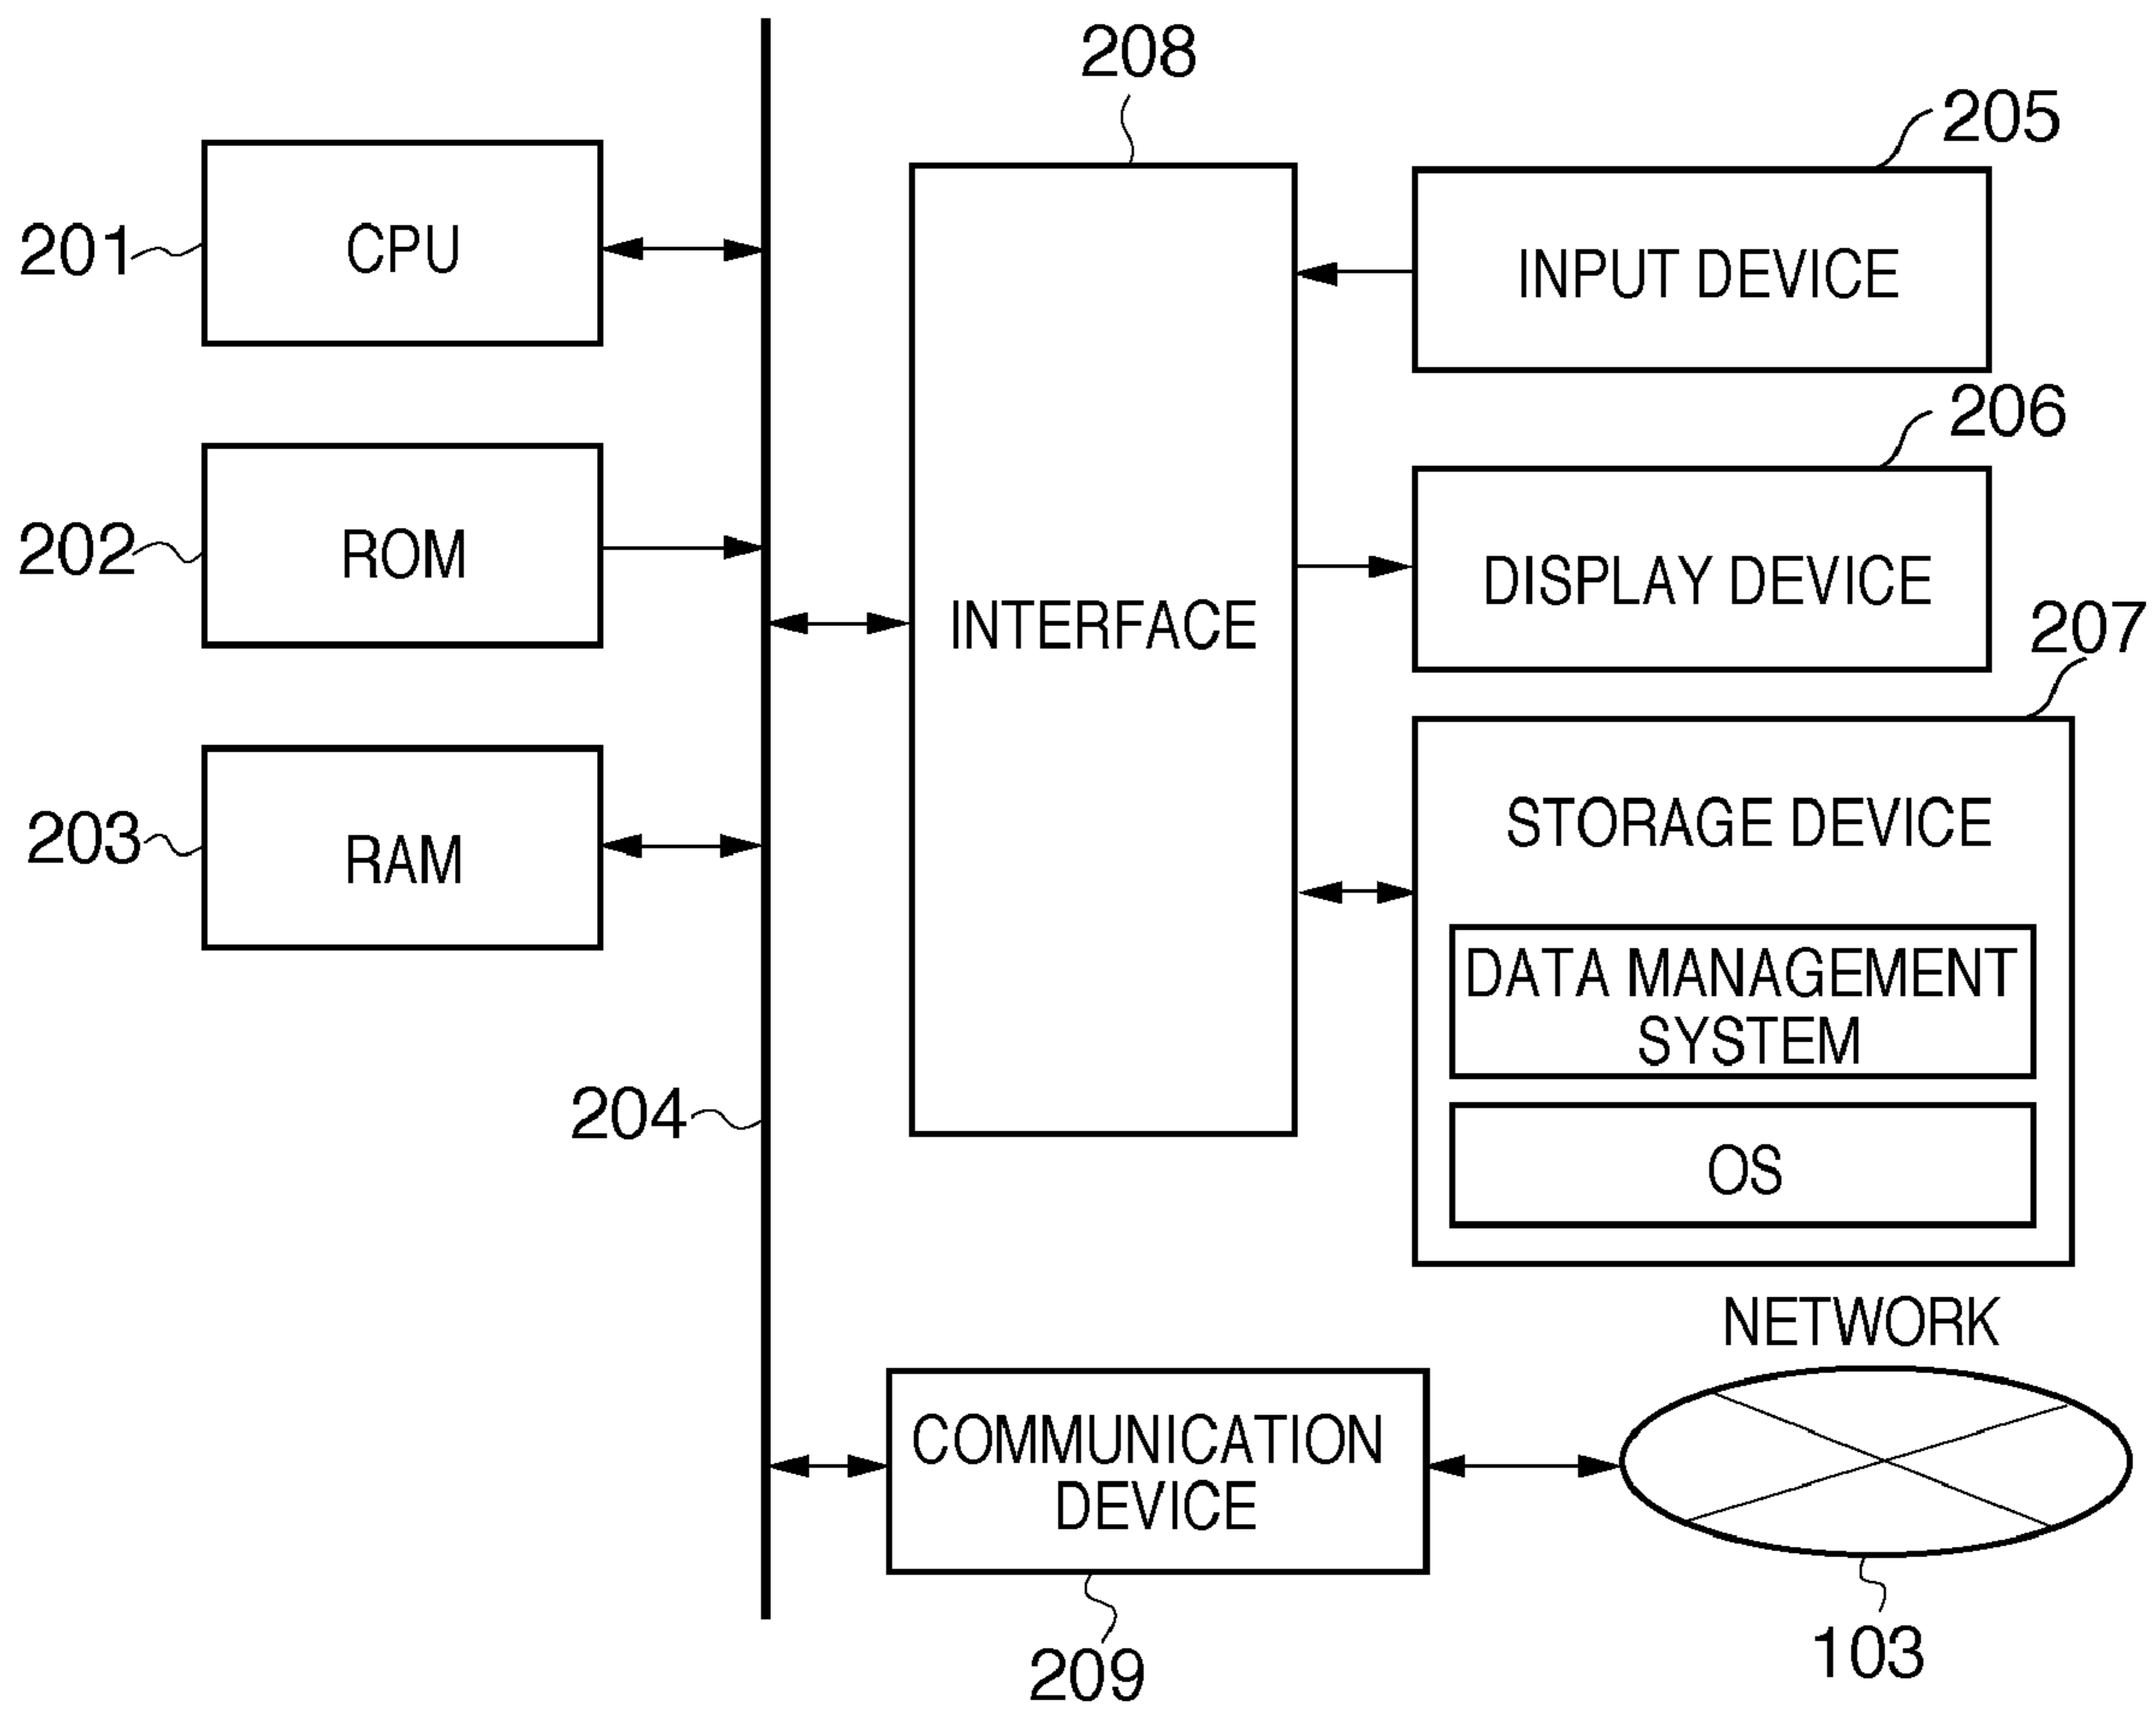 208
205
201
CPU
INPUT DEVICE
206
202
ROM
DISPLAY DEVICE
INTERFACE
207
203
RAM
STORAGE DEVICE
DATA MANAGEMENT
SYSTEM
204
OS
NETWORK
COMMUNICATION
DEVICE
209
103